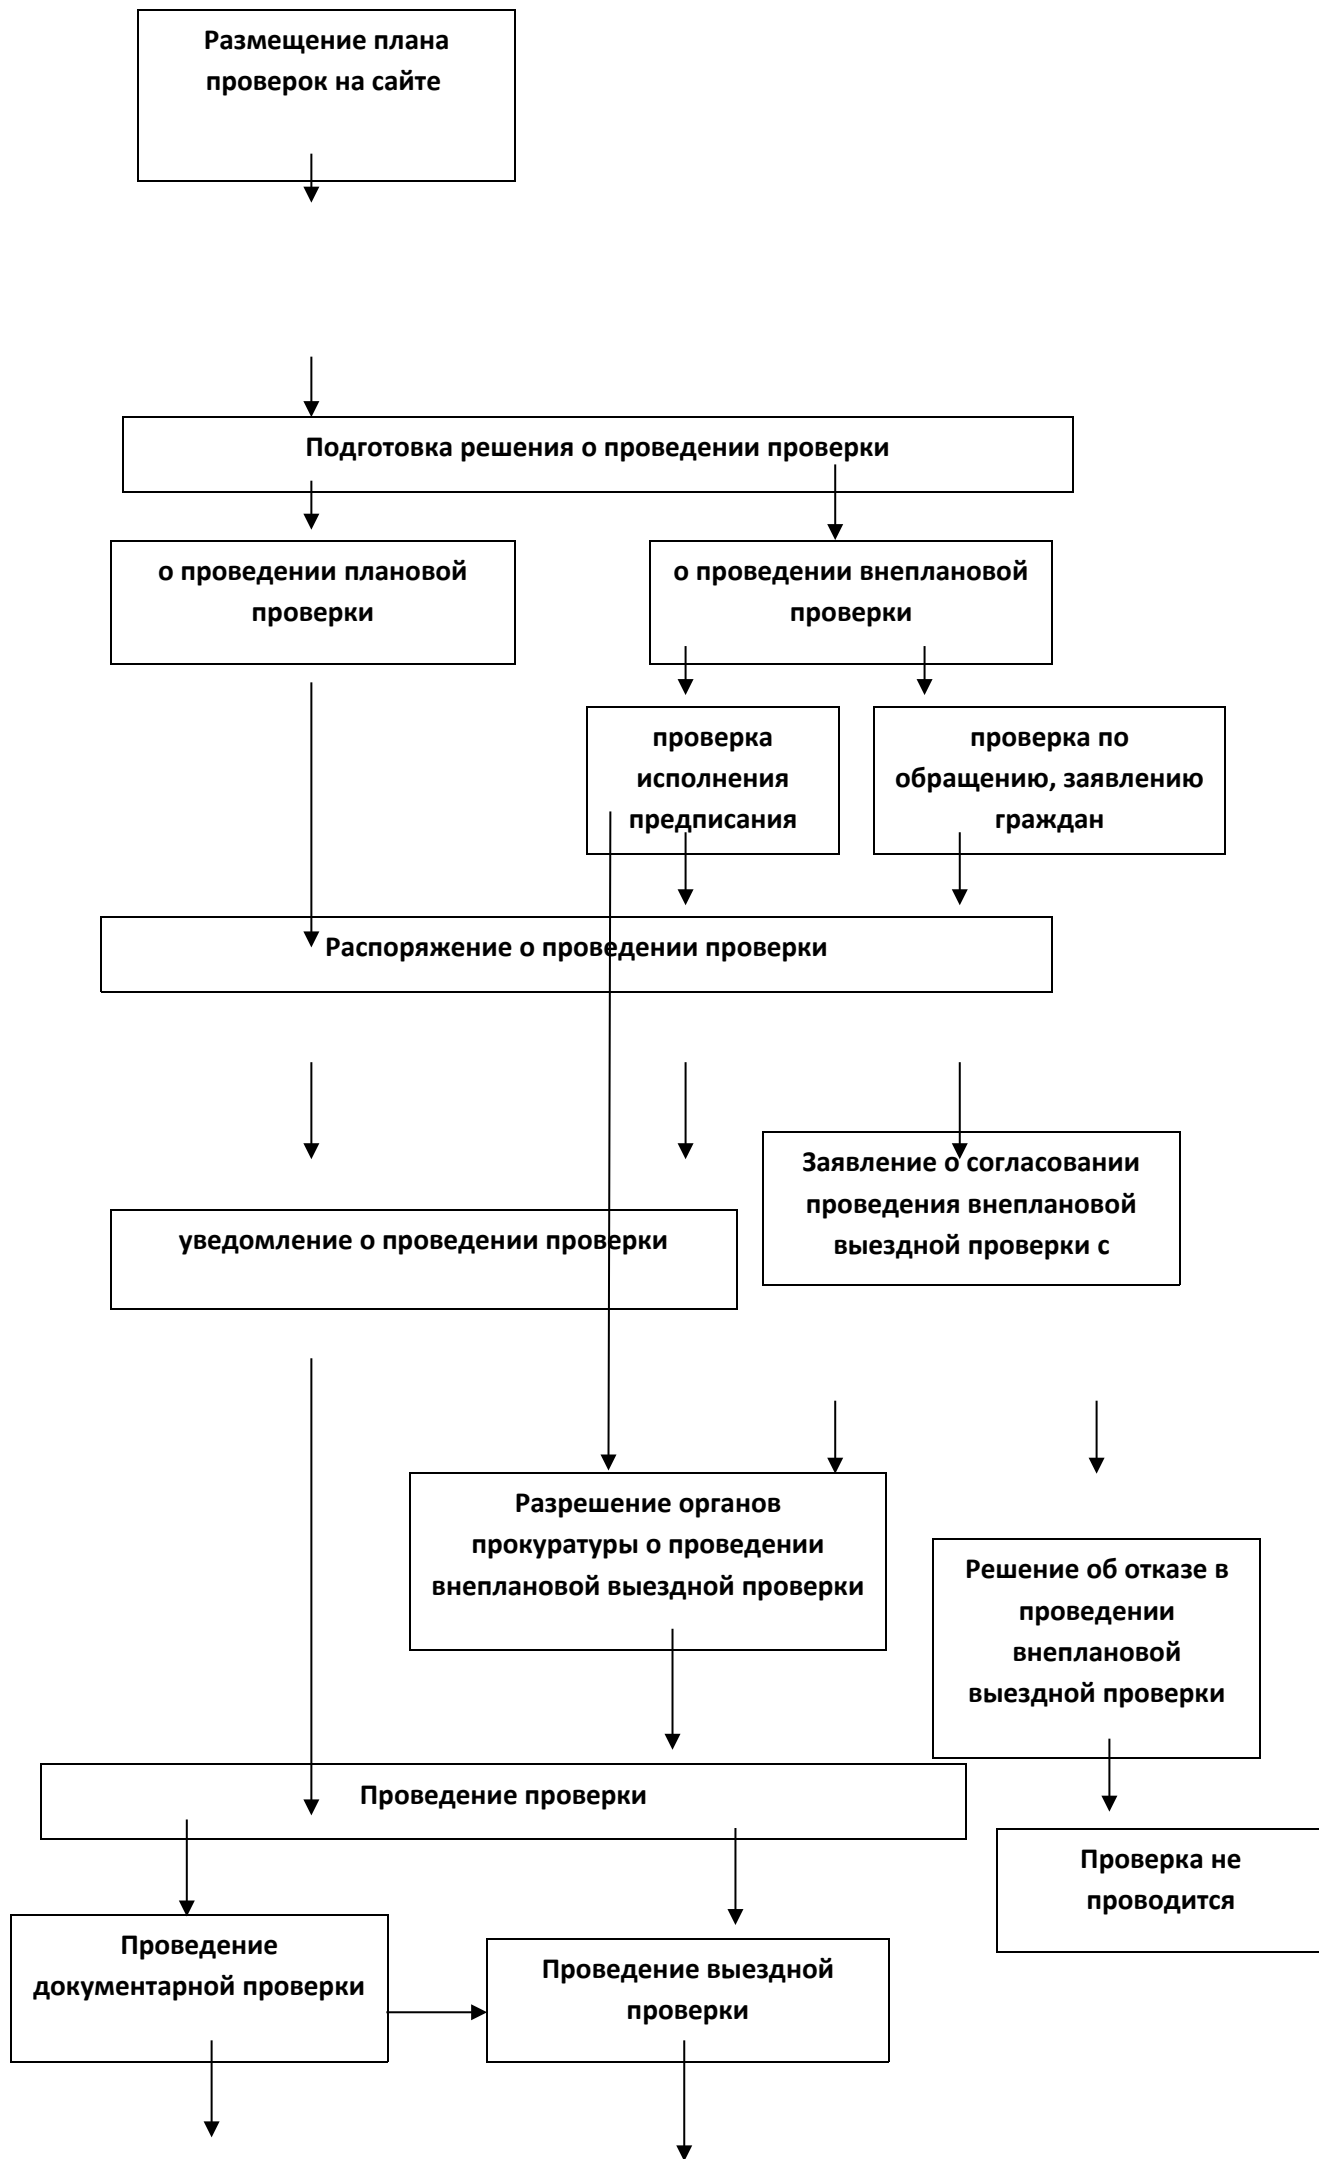 Размещение плана
проверок на сайте
Подготовка решения о проведении проверки
о проведении плановой
проверки
о проведении внеплановой
проверки
проверка
исполнения
предписания
проверка по
обращению, заявлению
граждан
Распоряжение о проведении проверки
Заявление о согласовании
проведения внеплановой
выездной проверки с
уведомление о проведении проверки
Разрешение органов
прокуратуры о проведении
внеплановой выездной проверки
Решение об отказе в
проведении
внеплановой
выездной проверки
Проведение проверки
Проверка не
проводится
Проведение
документарной проверки
Проведение выездной
проверки